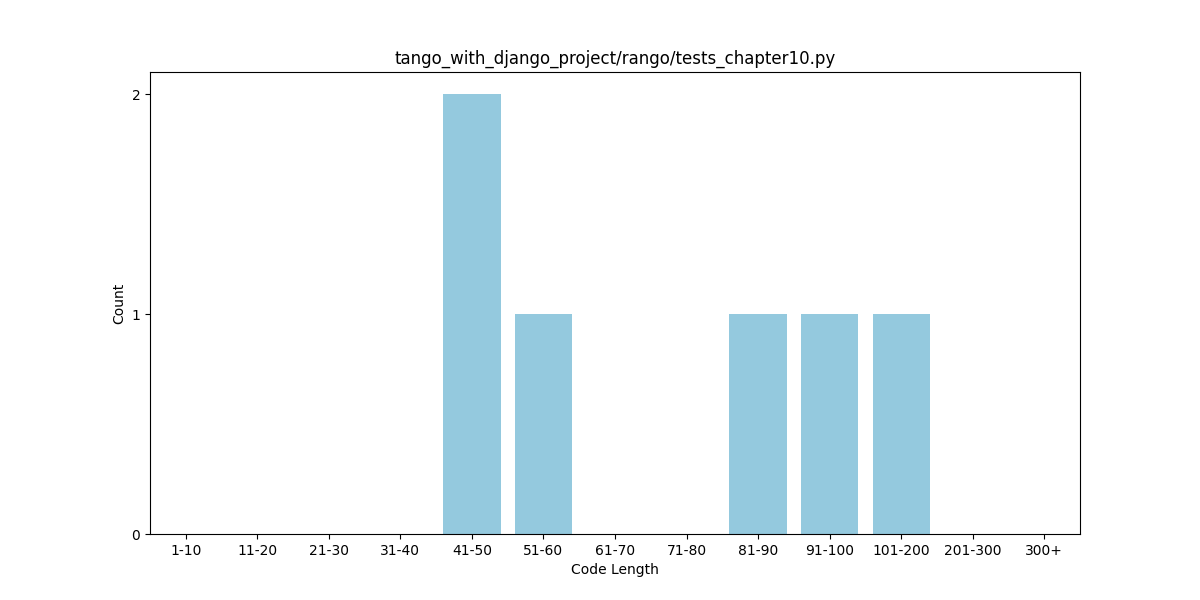 tango_with_django_project/rango/tests_chapter10.py
2
1
0
Count
1-10 11-20 21-30 31-40 41-50 51-60 61-70 71-80 81-90 91-100 101-200 201-300 300+
Code Length